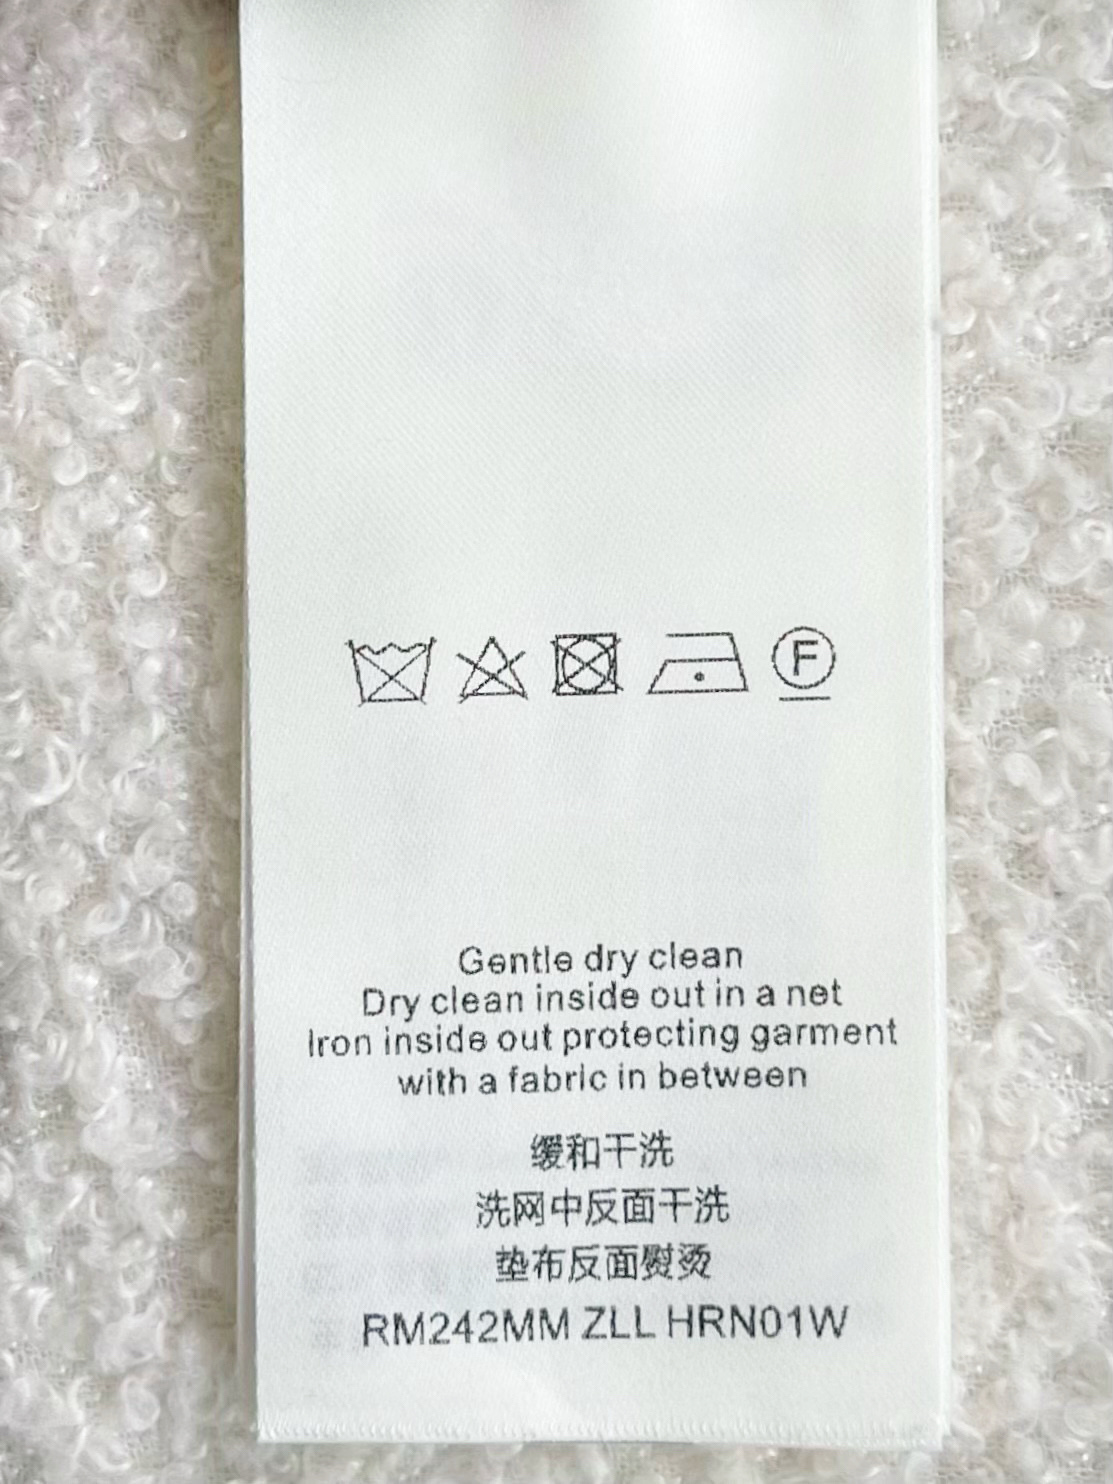 F
Gentle dry clean
Dry clean inside out in a net
Iron inside out protecting garment
with a fabric in between
缓和干洗
洗网中反面干洗
垫布反面熨烫
RM242MM ZLL HRN01W